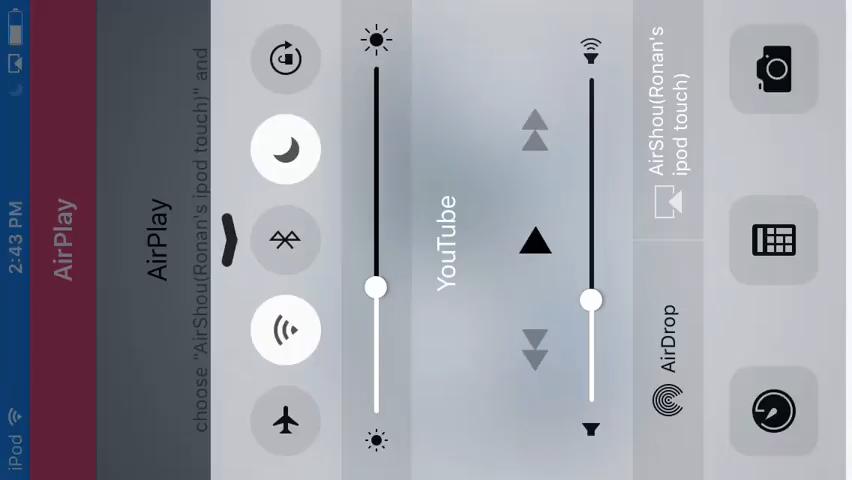 iPod 2:43 PM
AirPlay
AirPlay
choose "AirShou(Ronan's ipod touch)" and
YouTube
AirDrop
AirShou(Ronan's
ipod touch)